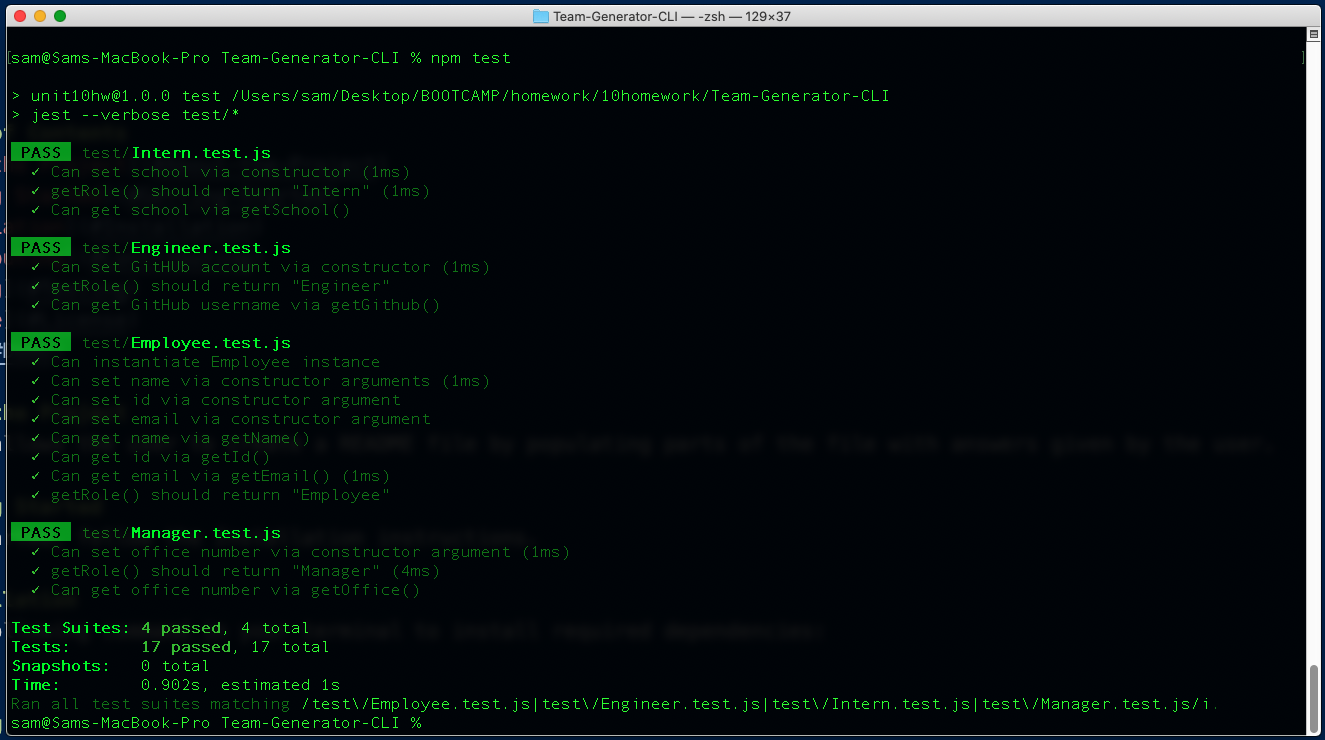 Team-Generator-CLI — -zsh — 129×37
[sam@Sams-MacBook-Pro Team-Generator-CLI % npm test ]
> unit10hw@1.0.0 test /Users/sam/Desktop/BOOTCAMP/homework/10homework/Team-Generator-CLI
> jest --verbose test/*
PASS test/Intern.test.js
✓ Can set school via constructor (1ms)
✓ getRole() should return "Intern" (1ms)
✓ Can get school via getSchool()
PASS test/Engineer.test.js
✓ Can set GitHUb account via constructor (1ms)
✓ getRole() should return "Engineer"
✓ Can get GitHub username via getGithub()
PASS test/Employee.test.js
✓ Can instantiate Employee instance
✓ Can set name via constructor arguments (1ms)
✓ Can set id via constructor argument
✓ Can set email via constructor argument
✓ Can get name via getName()
✓ Can get id via getId()
✓ Can get email via getEmail() (1ms)
✓ getRole() should return "Employee"
PASS test/Manager.test.js
✓ Can set office number via constructor argument (1ms)
✓ getRole() should return "Manager" (4ms)
✓ Can get office number via getOffice()
Test Suites: 4 passed, 4 total
Tests: 17 passed, 17 total
Snapshots: 0 total
Time: 0.902s, estimated 1s
Ran all test suites matching /test\/Employee.test.js|test\/Engineer.test.js|test\/Intern.test.js|test\/Manager.test.js/i.
sam@Sams-MacBook-Pro Team-Generator-CLI %